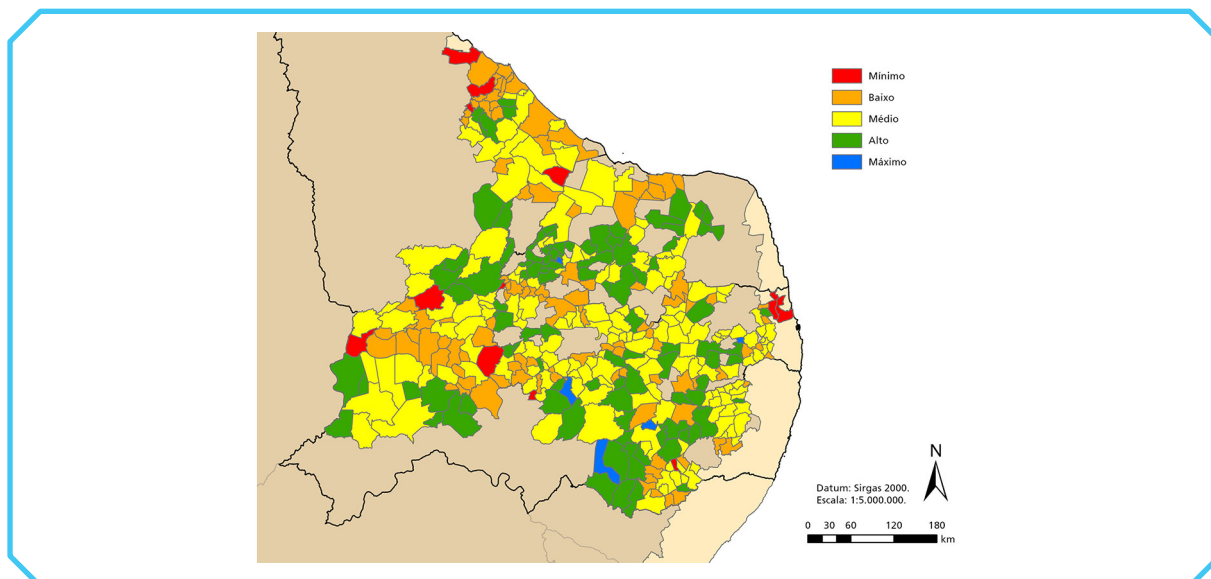 Mínimo
Baixo
Médio
Alto
Máximo
N
Datum: Sirgas 2000.
Escala: 1:5.000.000.
0 30 60 120 180
km